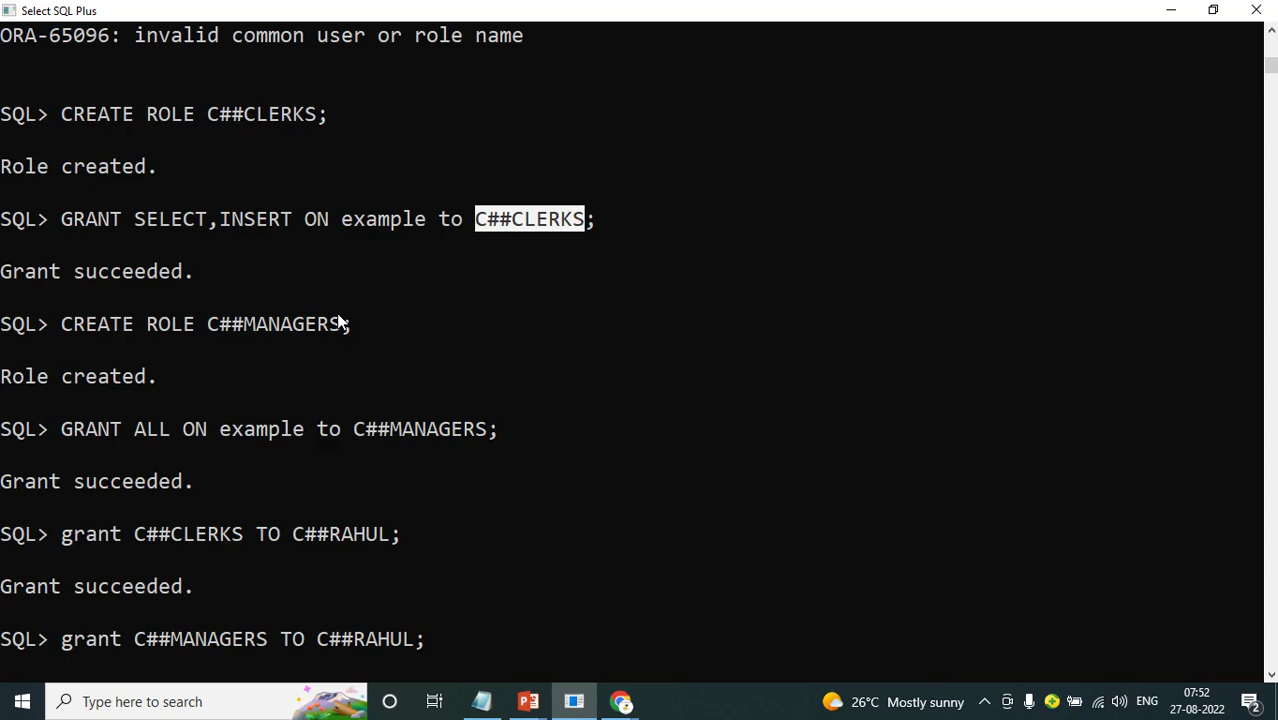 Select SQL Plus
ORA-65096: invalid common user or role name
SQL> CREATE ROLE C##CLERKS;
Role created.
SQL> GRANT SELECT,INSERT ON example to C##CLERKS;
Grant succeeded.
SQL> CREATE ROLE C##MANAGERS;
Role created.
SQL> GRANT ALL ON example to C##MANAGERS;
Grant succeeded.
SQL> grant C##CLERKS TO C##RAHUL;
Grant succeeded.
SQL> grant C##MANAGERS TO C##RAHUL;
Type here to search
26°C Mostly sunny
ENG
07:52
27-08-2022
2